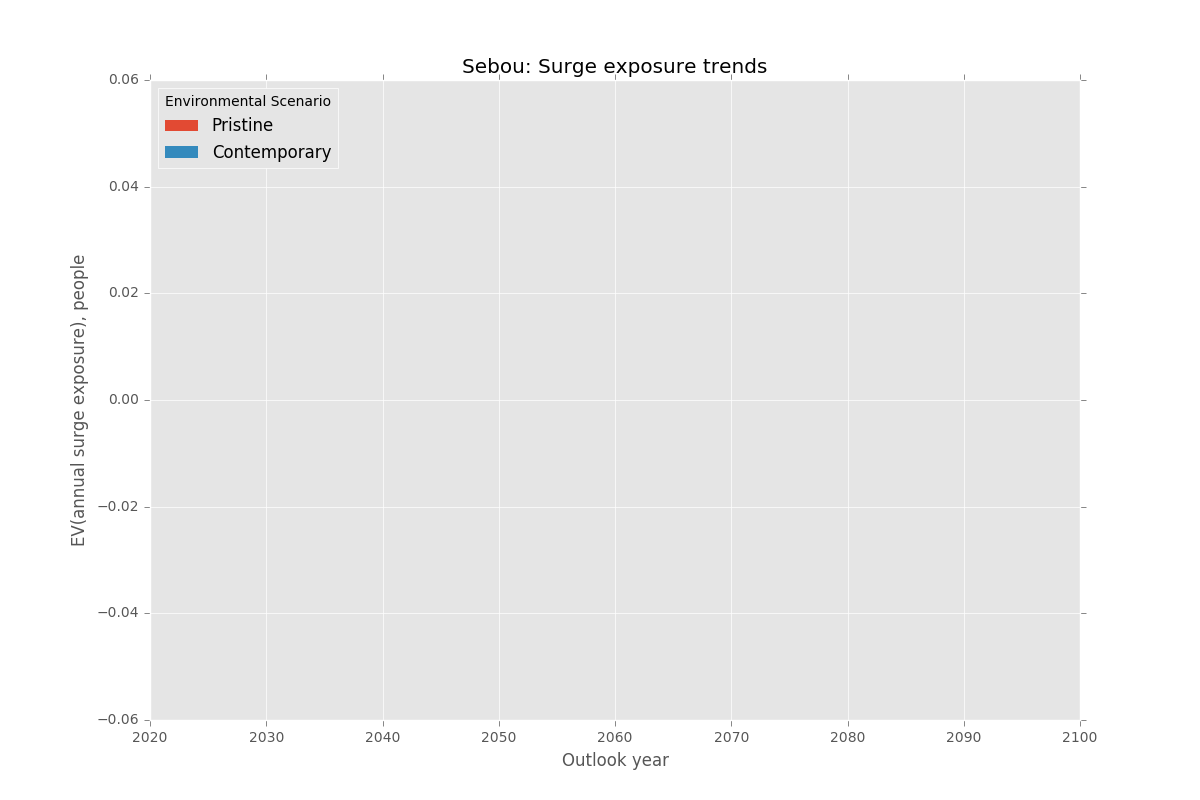 Sebou: Surge exposure trends
Environmental Scenario
Pristine
Contemporary
0.06
0.04
0.02
0.00
−0.02
−0.04
−0.06
EV(annual surge exposure), people
2020 2030 2040 2050 2060 2070 2080 2090 2100
Outlook year